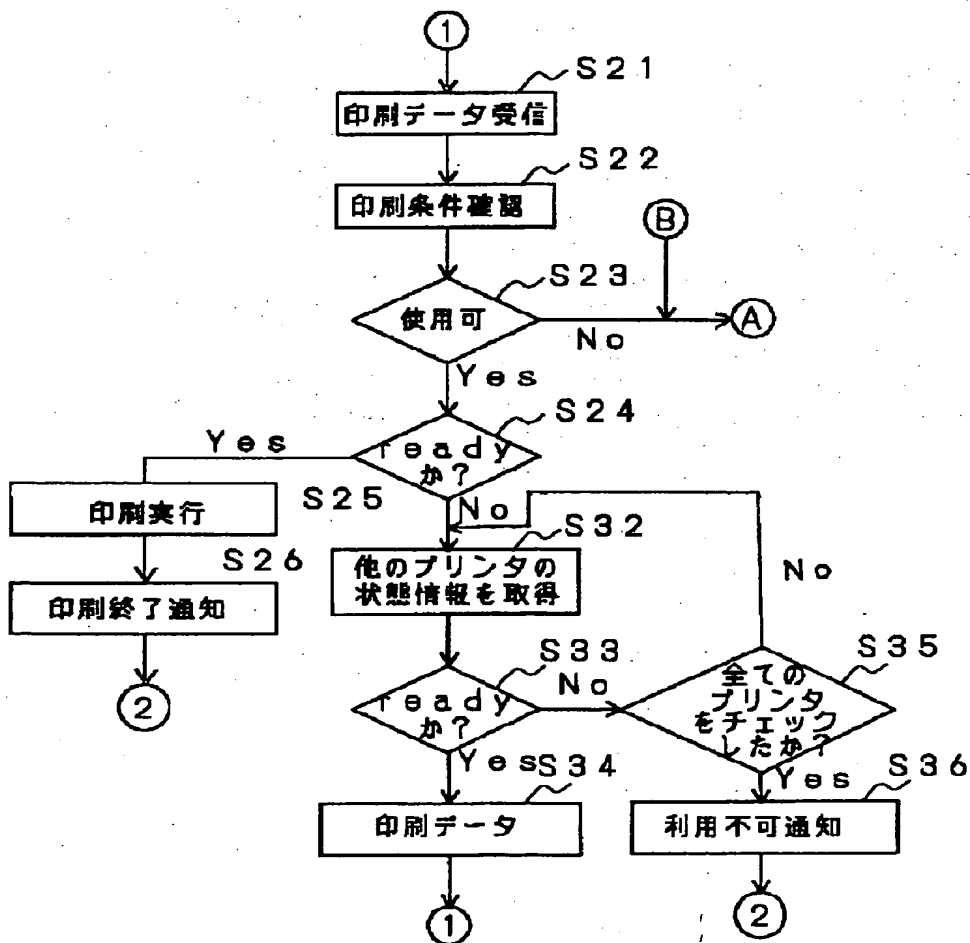 1
S21
印刷データ受信
S22
印刷条件確認
B
S23
使用可
A
No
Yes
S24
Yes
ready
か?
S25
No
印刷実行
S32
S26
他のプリンタの
状態情報を取得
No
印刷終了通知
S33
S35
2
ready
か?
No
全ての
プリンタ
をチェック
したか?
Yes
S34
Yes
S36
印刷データ
利用不可通知
1
2